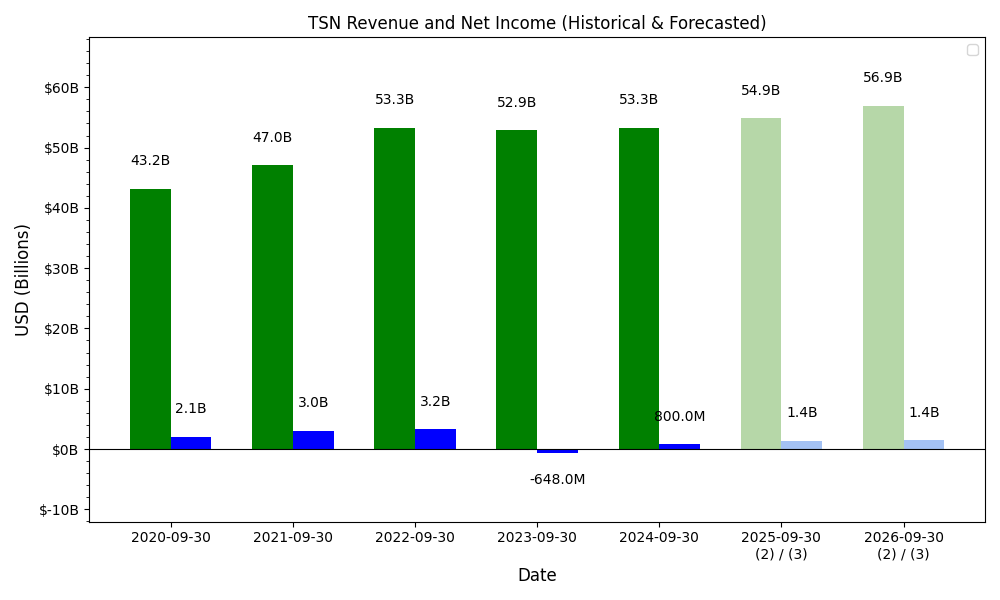 TSN Revenue and Net Income (Historical & Forecasted)
USD (Billions)
$60B
$50B
$40B
$30B
$20B
$10B
$0B
$-10B
43.2B
2.1B
47.0B
3.0B
53.3B
3.2B
52.9B
-648.0M
53.3B
800.0M
54.9B
1.4B
56.9B
1.4B
2020-09-30
2021-09-30
2022-09-30
2023-09-30
2024-09-30
2025-09-30
(2) / (3)
2026-09-30
(2) / (3)
Date